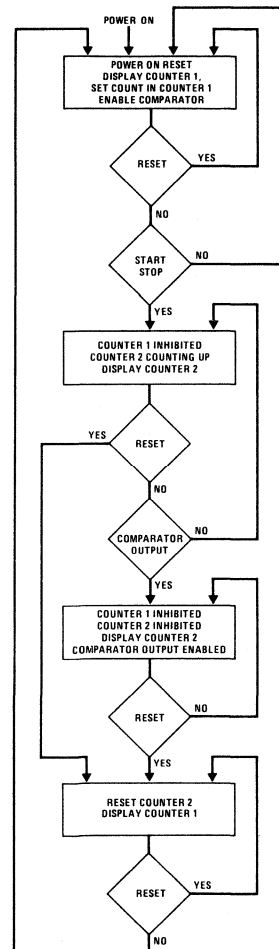 POWER ON
POWER ON RESET
DISPLAY COUNTER 1,
SET COUNT IN COUNTER 1
ENABLE COMPARATOR
RESET
YES
NO
START
STOP
NO
YES
COUNTER 1 INHIBITED
COUNTER 2 COUNTING UP
DISPLAY COUNTER 2
YES
RESET
NO
COMPARATOR
OUTPUT
NO
YES
COUNTER 1 INHIBITED
COUNTER 2 INHIBITED
DISPLAY COUNTER 2
COMPARATOR OUTPUT ENABLED
RESET
NO
YES
RESET COUNTER 2
DISPLAY COUNTER 1
RESET
YES
NO